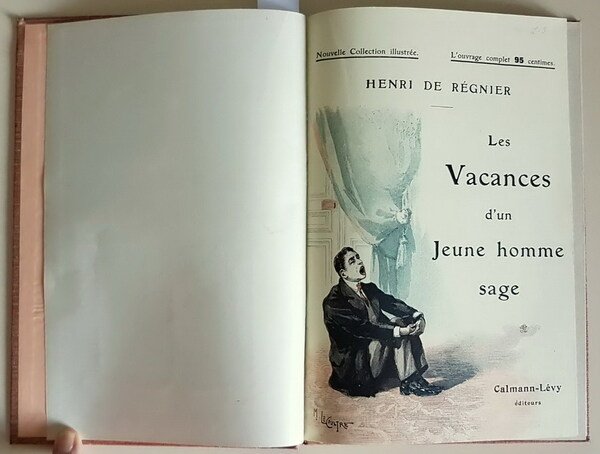 Nouvelle Collection illustrée.
L'ouvrage complet 95 centimes.
HENRI DE RÉGNIER
Les
Vacances
d'un
Jeune homme
sage
Calmann-Lévy
éditeurs